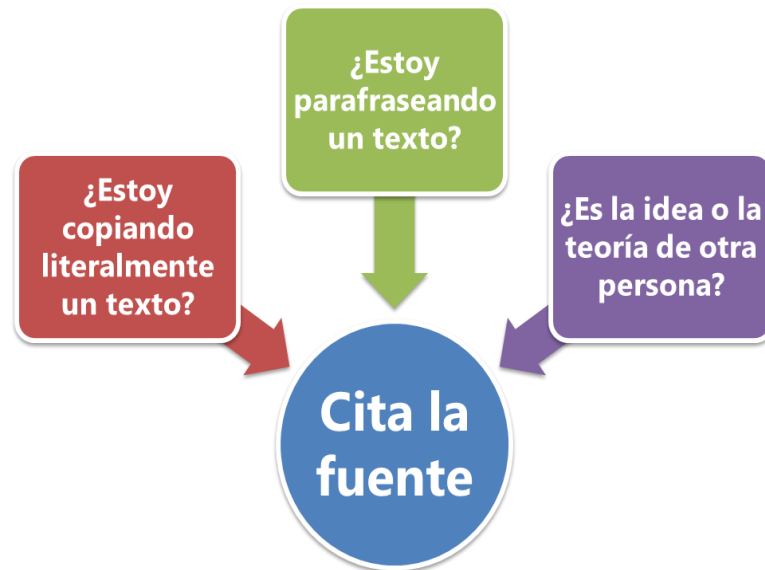 ¿Estoy
parafraseando
un texto?
¿Estoy
copiando
literalmente
un texto?
¿Es la idea o la
teoría de otra
persona?
Cita la
fuente